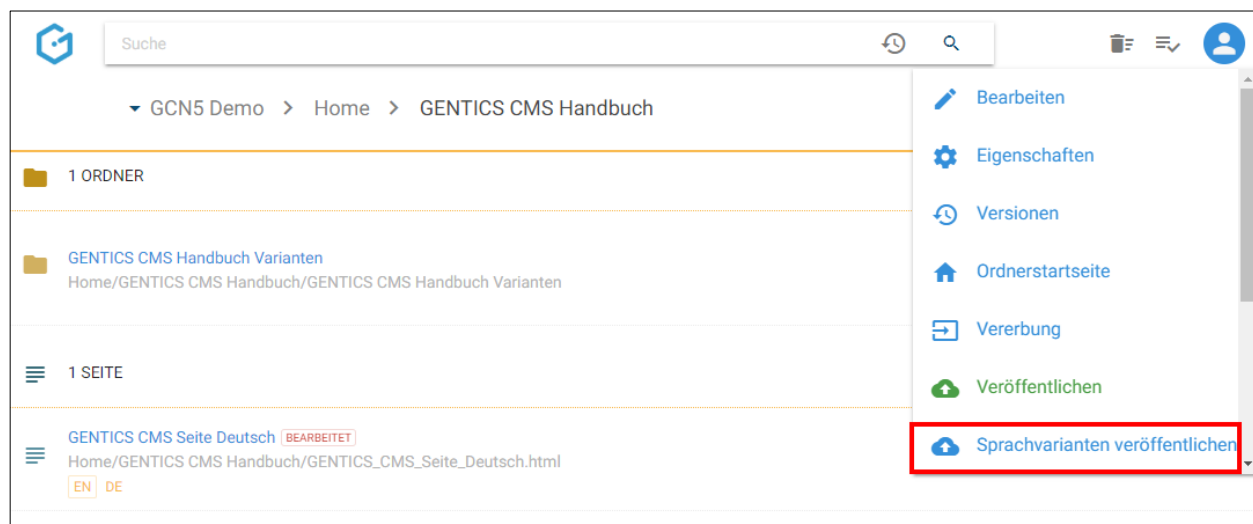 Suche
GCN5 Demo > Home > GENTICS CMS Handbuch
1 ORDNER
GENTICS CMS Handbuch Varianten
Home/GENTICS CMS Handbuch/GENTICS CMS Handbuch Varianten
1 SEITE
GENTICS CMS Seite Deutsch BEARBEITET
Home/GENTICS CMS Handbuch/GENTICS_CMS_Seite_Deutsch.html
EN DE
Bearbeiten
Eigenschaften
Versionen
Ordnerstartseite
Vererbung
Veröffentlichen
Sprachvarianten veröffentlichen